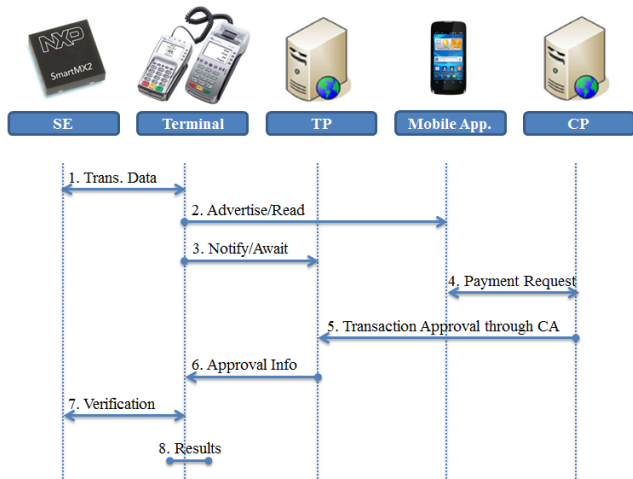 NXP
SmartMX2
SE
Terminal
TP
Mobile App.
CP
1. Trans. Data
2. Advertise/Read
3. Notify/Await
4. Payment Request
5. Transaction Approval through CA
6. Approval Info
7. Verification
8. Results